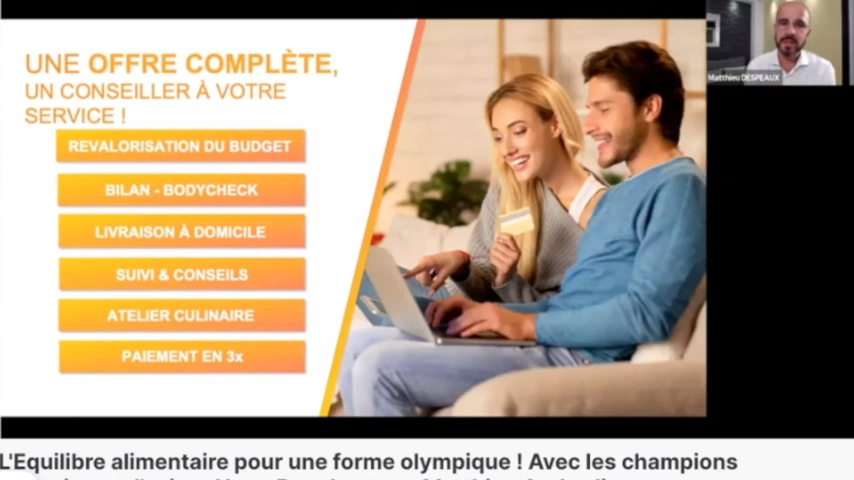 UNE OFFRE COMPLÈTE,
UN CONSEILLER À VOTRE
SERVICE !
REVALORISATION DU BUDGET
BILAN - BODYCHECK
LIVRAISON À DOMICILE
SUIVI & CONSEILS
ATELIER CULINAIRE
PAIEMENT EN 3x
Matthieu DESPEAUX
L'Equilibre alimentaire pour une forme olympique ! Avec les champions